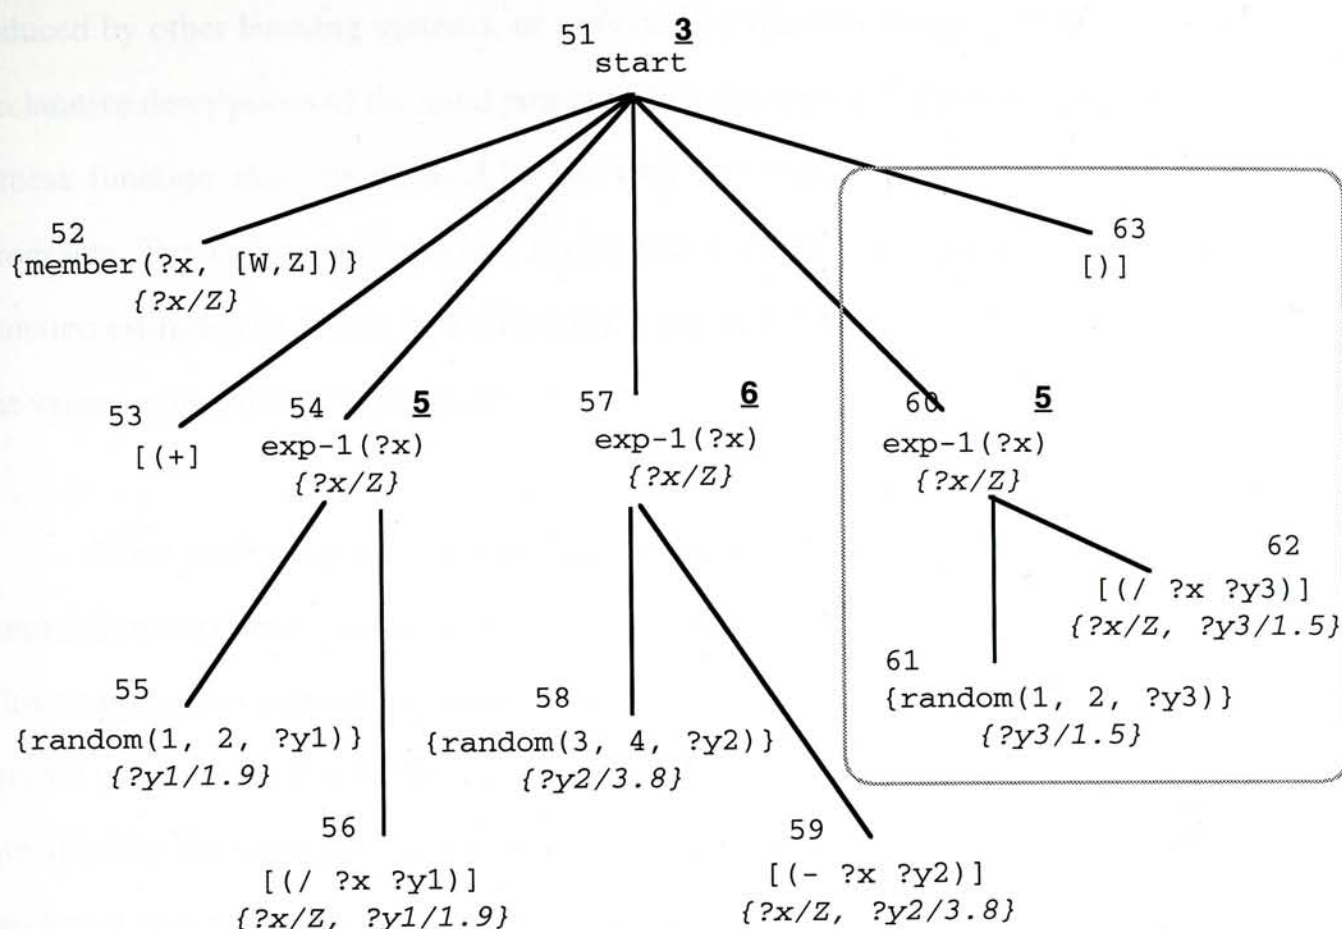 51 3
start
52
{member(?x, [W,Z])}
{?x/Z}
63
[)]
53
[(+]
54 5
exp-1(?x)
{?x/Z}
57 6
exp-1(?x)
{?x/Z}
60 5
exp-1(?x)
{?x/Z}
62
[(/ ?x ?y3)]
{?x/Z, ?y3/1.5}
61
{random(1, 2, ?y3)}
{?y3/1.5}
55
{random(1, 2, ?y1)}
{?y1/1.9}
58
{random(3, 4, ?y2)}
{?y2/3.8}
56
[(/ ?x ?y1)]
{?x/Z, ?y1/1.9}
59
[(- ?x ?y2)]
{?x/Z, ?y2/3.8}